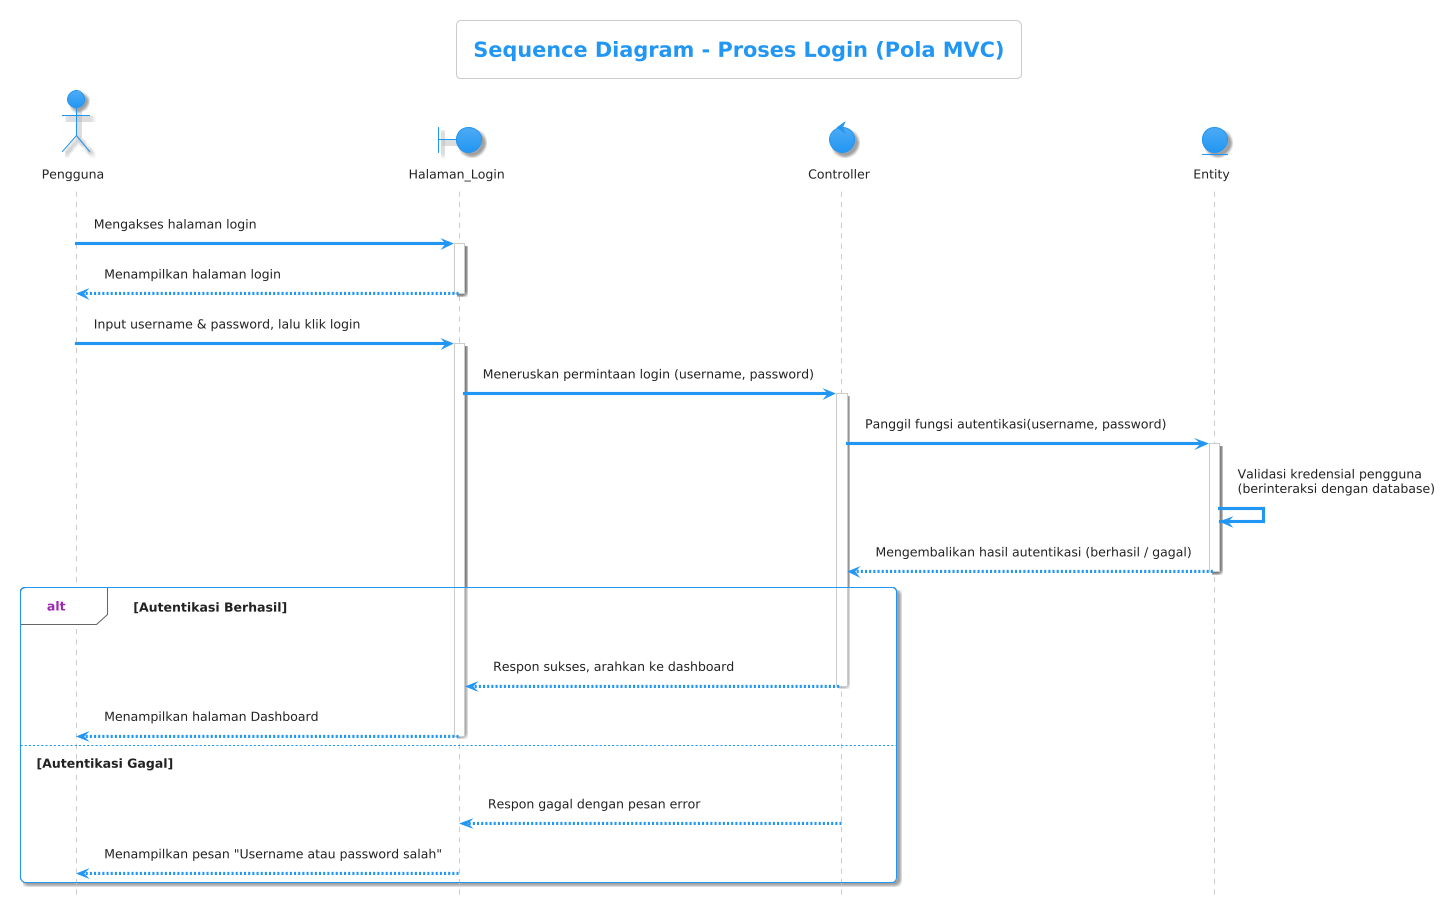 Sequence Diagram - Proses Login (Pola MVC)
Pengguna
Halaman_Login
Controller
Entity
Mengakses halaman login
Menampilkan halaman login
Input username & password, lalu klik login
Meneruskan permintaan login (username, password)
Panggil fungsi autentikasi(username, password)
Validasi kredensial pengguna
(berinteraksi dengan database)
Mengembalikan hasil autentikasi (berhasil / gagal)
alt
[Autentikasi Berhasil]
Respon sukses, arahkan ke dashboard
Menampilkan halaman Dashboard
[Autentikasi Gagal]
Respon gagal dengan pesan error
Menampilkan pesan "Username atau password salah"